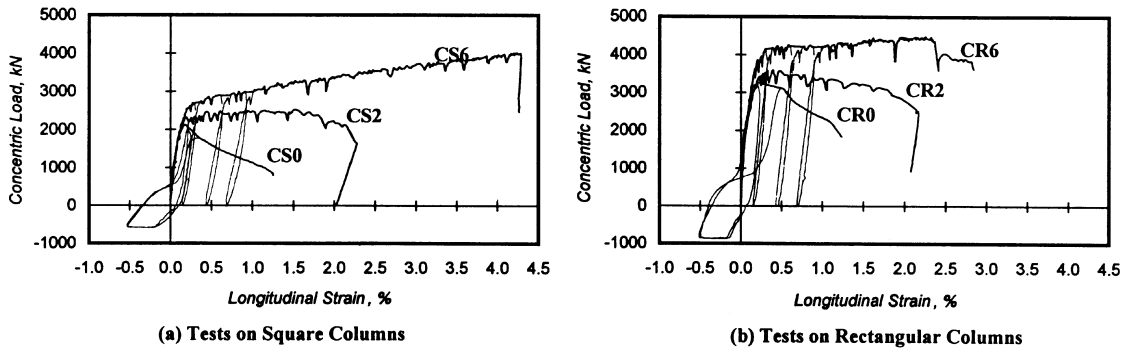 5000
4000
3000
2000
1000
0
-1000
Concentric Load, kN
CS6
CS2
CS0
-1.0 -0.5 0.0 0.5 1.0 1.5 2.0 2.5 3.0 3.5 4.0 4.5
Longitudinal Strain, %
(a) Tests on Square Columns
5000
4000
3000
2000
1000
0
-1000
Concentric Load, kN
CR6
CR2
CR0
-1.0 -0.5 0.0 0.5 1.0 1.5 2.0 2.5 3.0 3.5 4.0 4.5
Longitudinal Strain, %
(b) Tests on Rectangular Columns